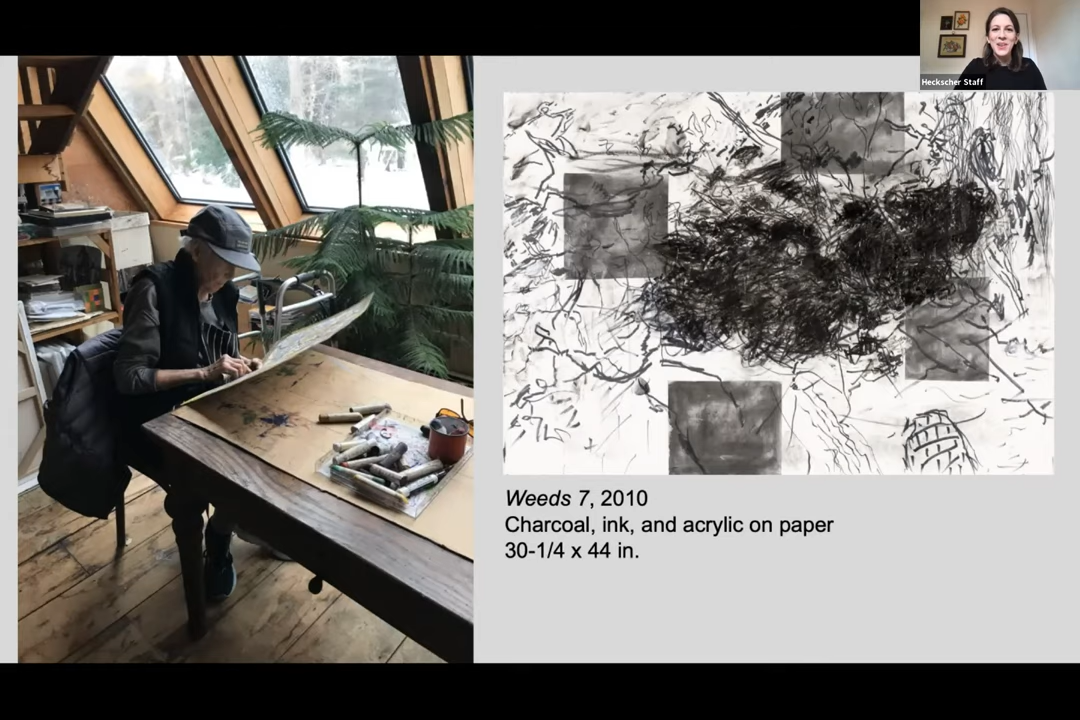 Heckscher Staff
Weeds 7, 2010
Charcoal, ink, and acrylic on paper
30-1/4 x 44 in.